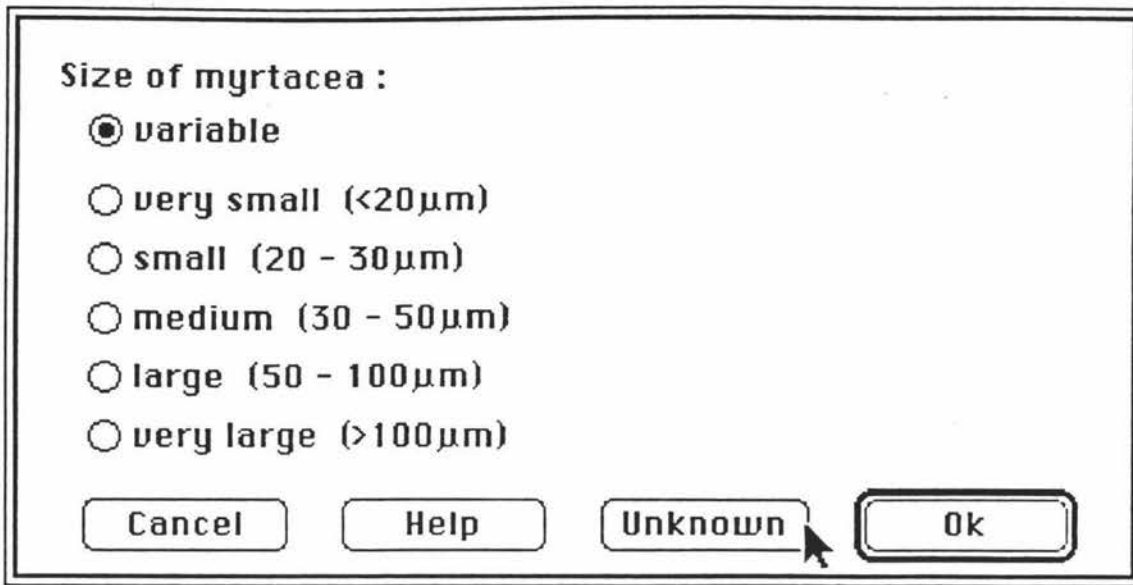 Size of myrtacea :
variable
very small (<20µm)
small (20 - 30µm)
medium (30 - 50µm)
large (50 - 100µm)
very large (>100µm)
Cancel Help Unknown Ok